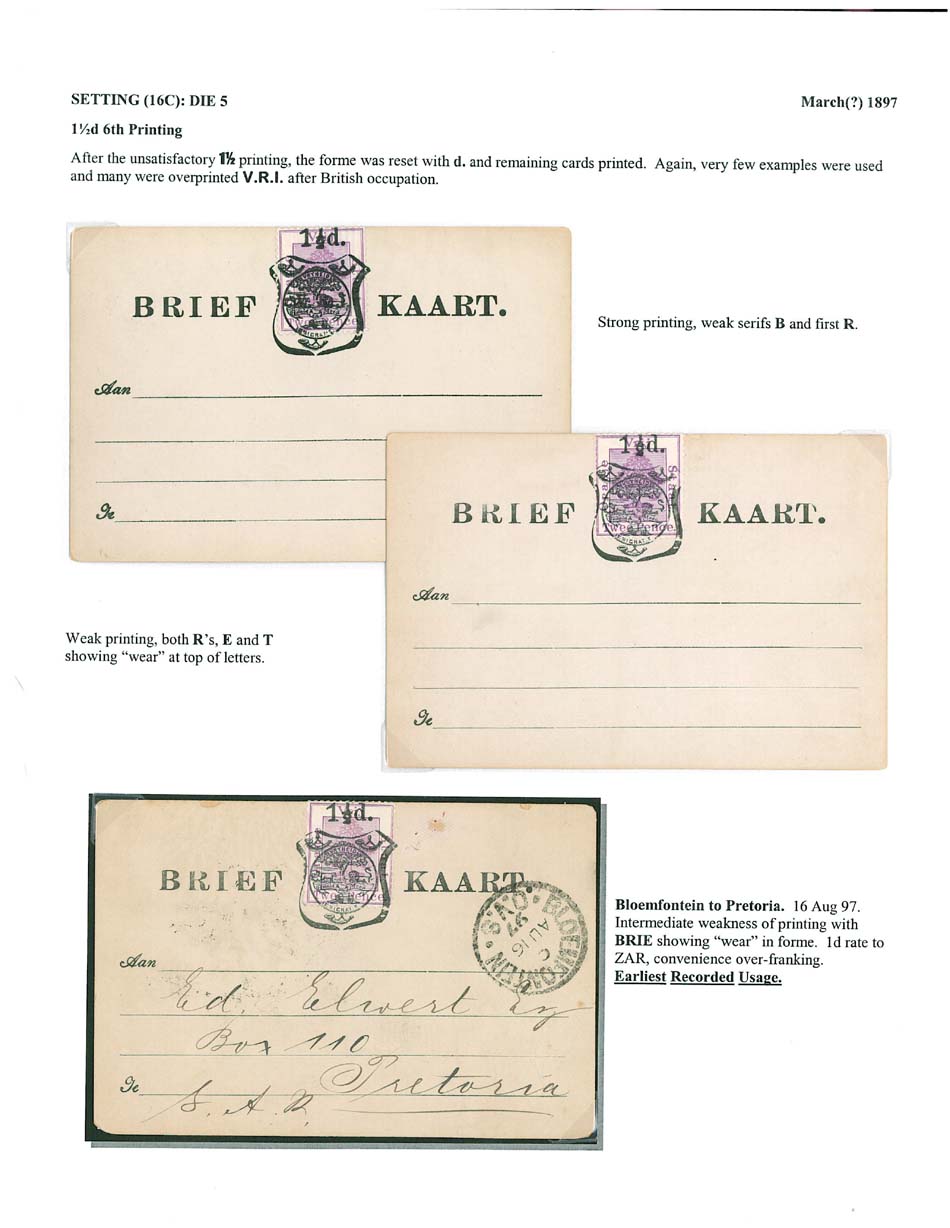 SETTING (16C): DIE 5
March(?) 1897
1½d 6th Printing
After the unsatisfactory 1½ printing, the forme was reset with d. and remaining cards printed. Again, very few examples were used
and many were overprinted V.R.I. after British occupation.
1½d.
BRIEF KAART.
Aan
Te
Strong printing, weak serifs B and first R.
1½d.
Twee Pence.
BRIEF KAART.
Aan
Te
Weak printing, both R's, E and T
showing “wear” at top of letters.
1½d.
BRIEF KAART.
BLOEMFONTEIN · O.V.S.
C
AU 16
97
Aan
Ed. Elwert Esq
Box 110
Te
Pretoria
S. A. R.
Bloemfontein to Pretoria. 16 Aug 97.
Intermediate weakness of printing with
BRIE showing “wear” in forme. 1d rate to
ZAR, convenience over-franking.
Earliest Recorded Usage.